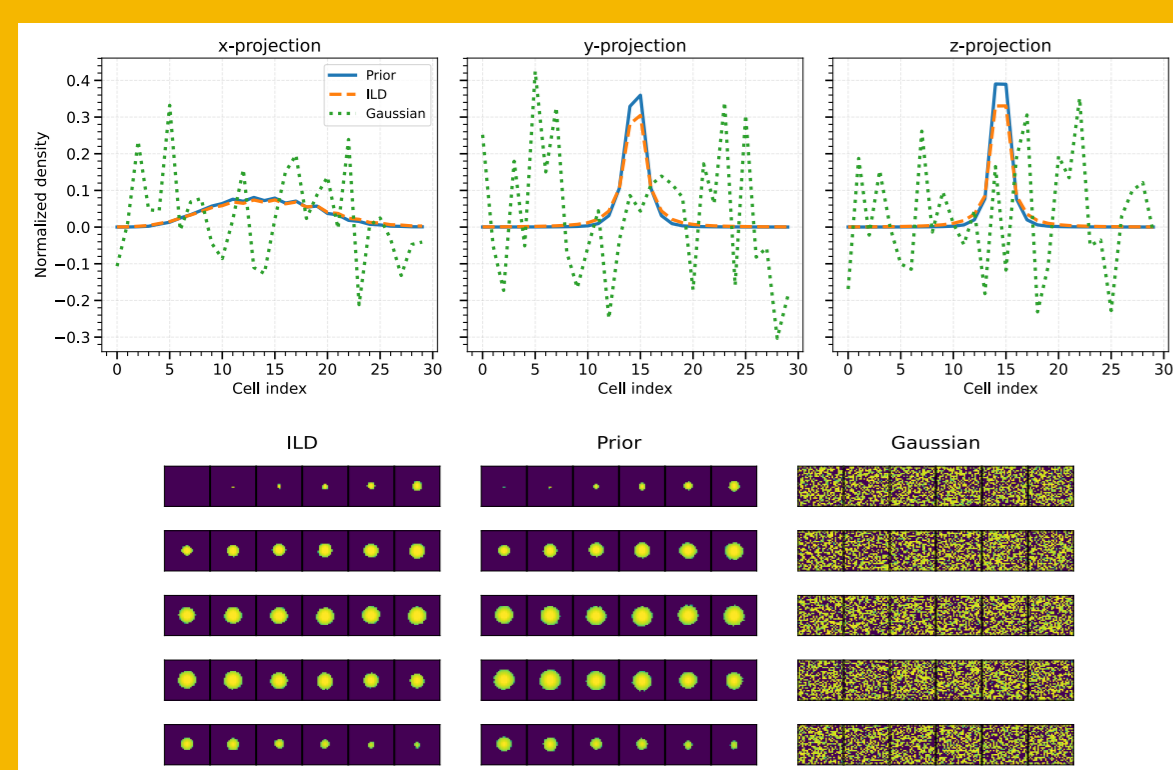 x-projection y-projection z-projection
Normalized density
0.4
0.3
0.2
0.1
0.0
−0.1
−0.2
−0.3
Prior
ILD
Gaussian
0 5 10 15 20 25 30 0 5 10 15 20 25 30 0 5 10 15 20 25 30
Cell index Cell index Cell index
ILD Prior Gaussian